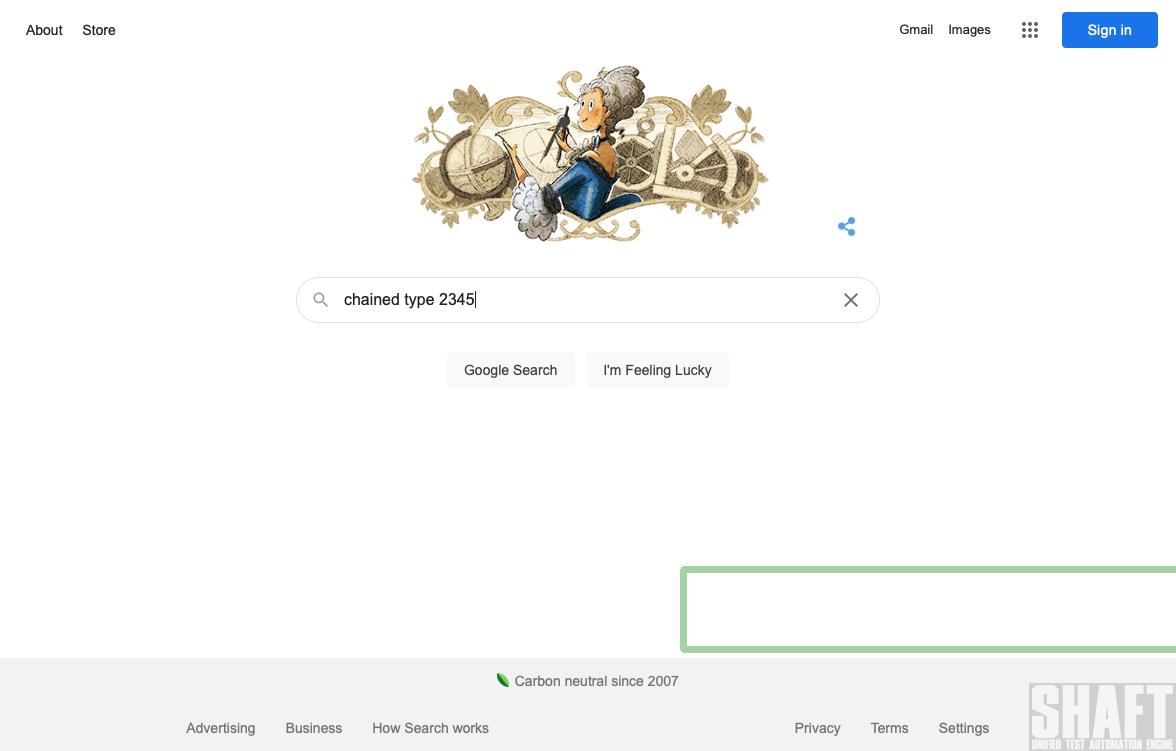 About Store
Gmail Images
Sign in
chained type 2345
Google Search
I'm Feeling Lucky
Carbon neutral since 2007
Advertising Business How Search works
Privacy Terms Settings
SHAFT
UNIFIED TEST AUTOMATION ENGINE